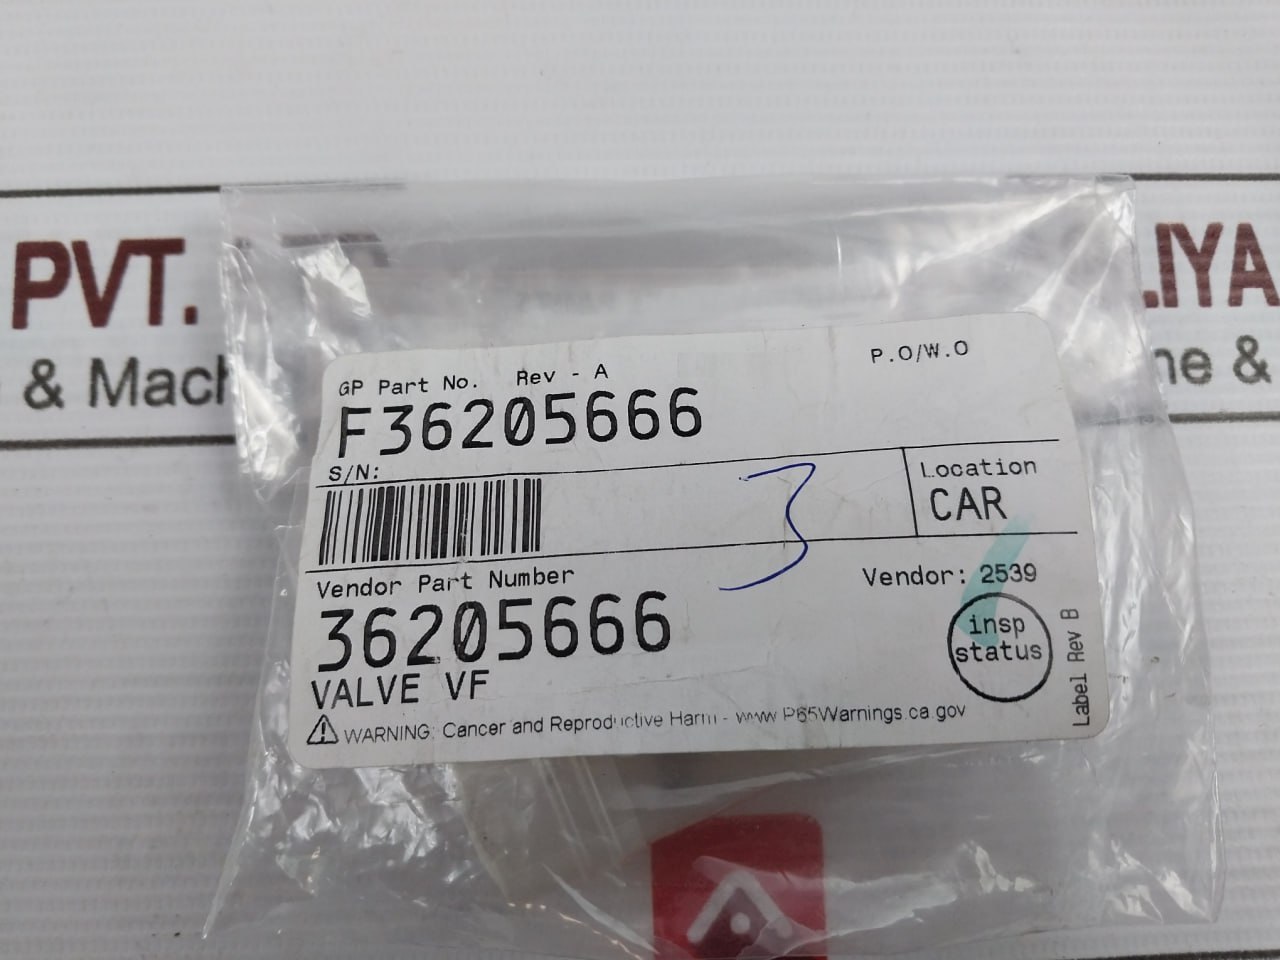 PVT.
LIYA
& Mach
ne &
GP Part No. Rev - A
P.O/W.O
F36205666
S/N:
3
Location
CAR
Vendor Part Number
Vendor: 2539
36205666
insp
status
VALVE VF
Label Rev B
WARNING: Cancer and Reproductive Harm - www.P65Warnings.ca.gov